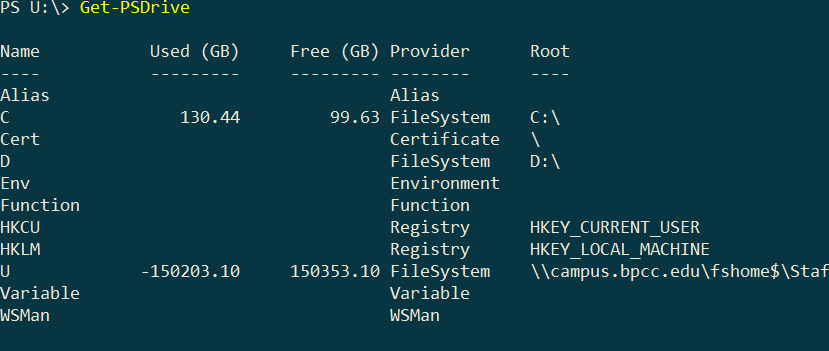 PS U:\> Get-PSDrive
Name Used (GB) Free (GB) Provider Root
---- --------- --------- -------- ----
Alias Alias
C 130.44 99.63 FileSystem C:\
Cert Certificate \
D FileSystem D:\
Env Environment
Function Function
HKCU Registry HKEY_CURRENT_USER
HKLM Registry HKEY_LOCAL_MACHINE
U -150203.10 150353.10 FileSystem \\campus.bpcc.edu\fshome$\Staf
Variable Variable
WSMan WSMan